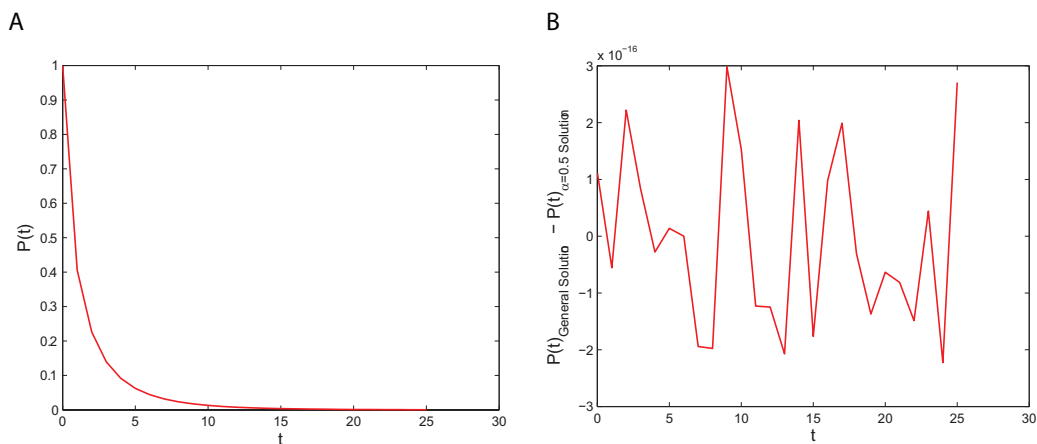 A
B
P(t)
1
0.9
0.8
0.7
0.6
0.5
0.4
0.3
0.2
0.1
0
0 5 10 15 20 25 30
t
x 10−16
P(t)General Solution − P(t)α=0.5 Solution
3
2
1
0
−1
−2
−3
0 5 10 15 20 25 30
t